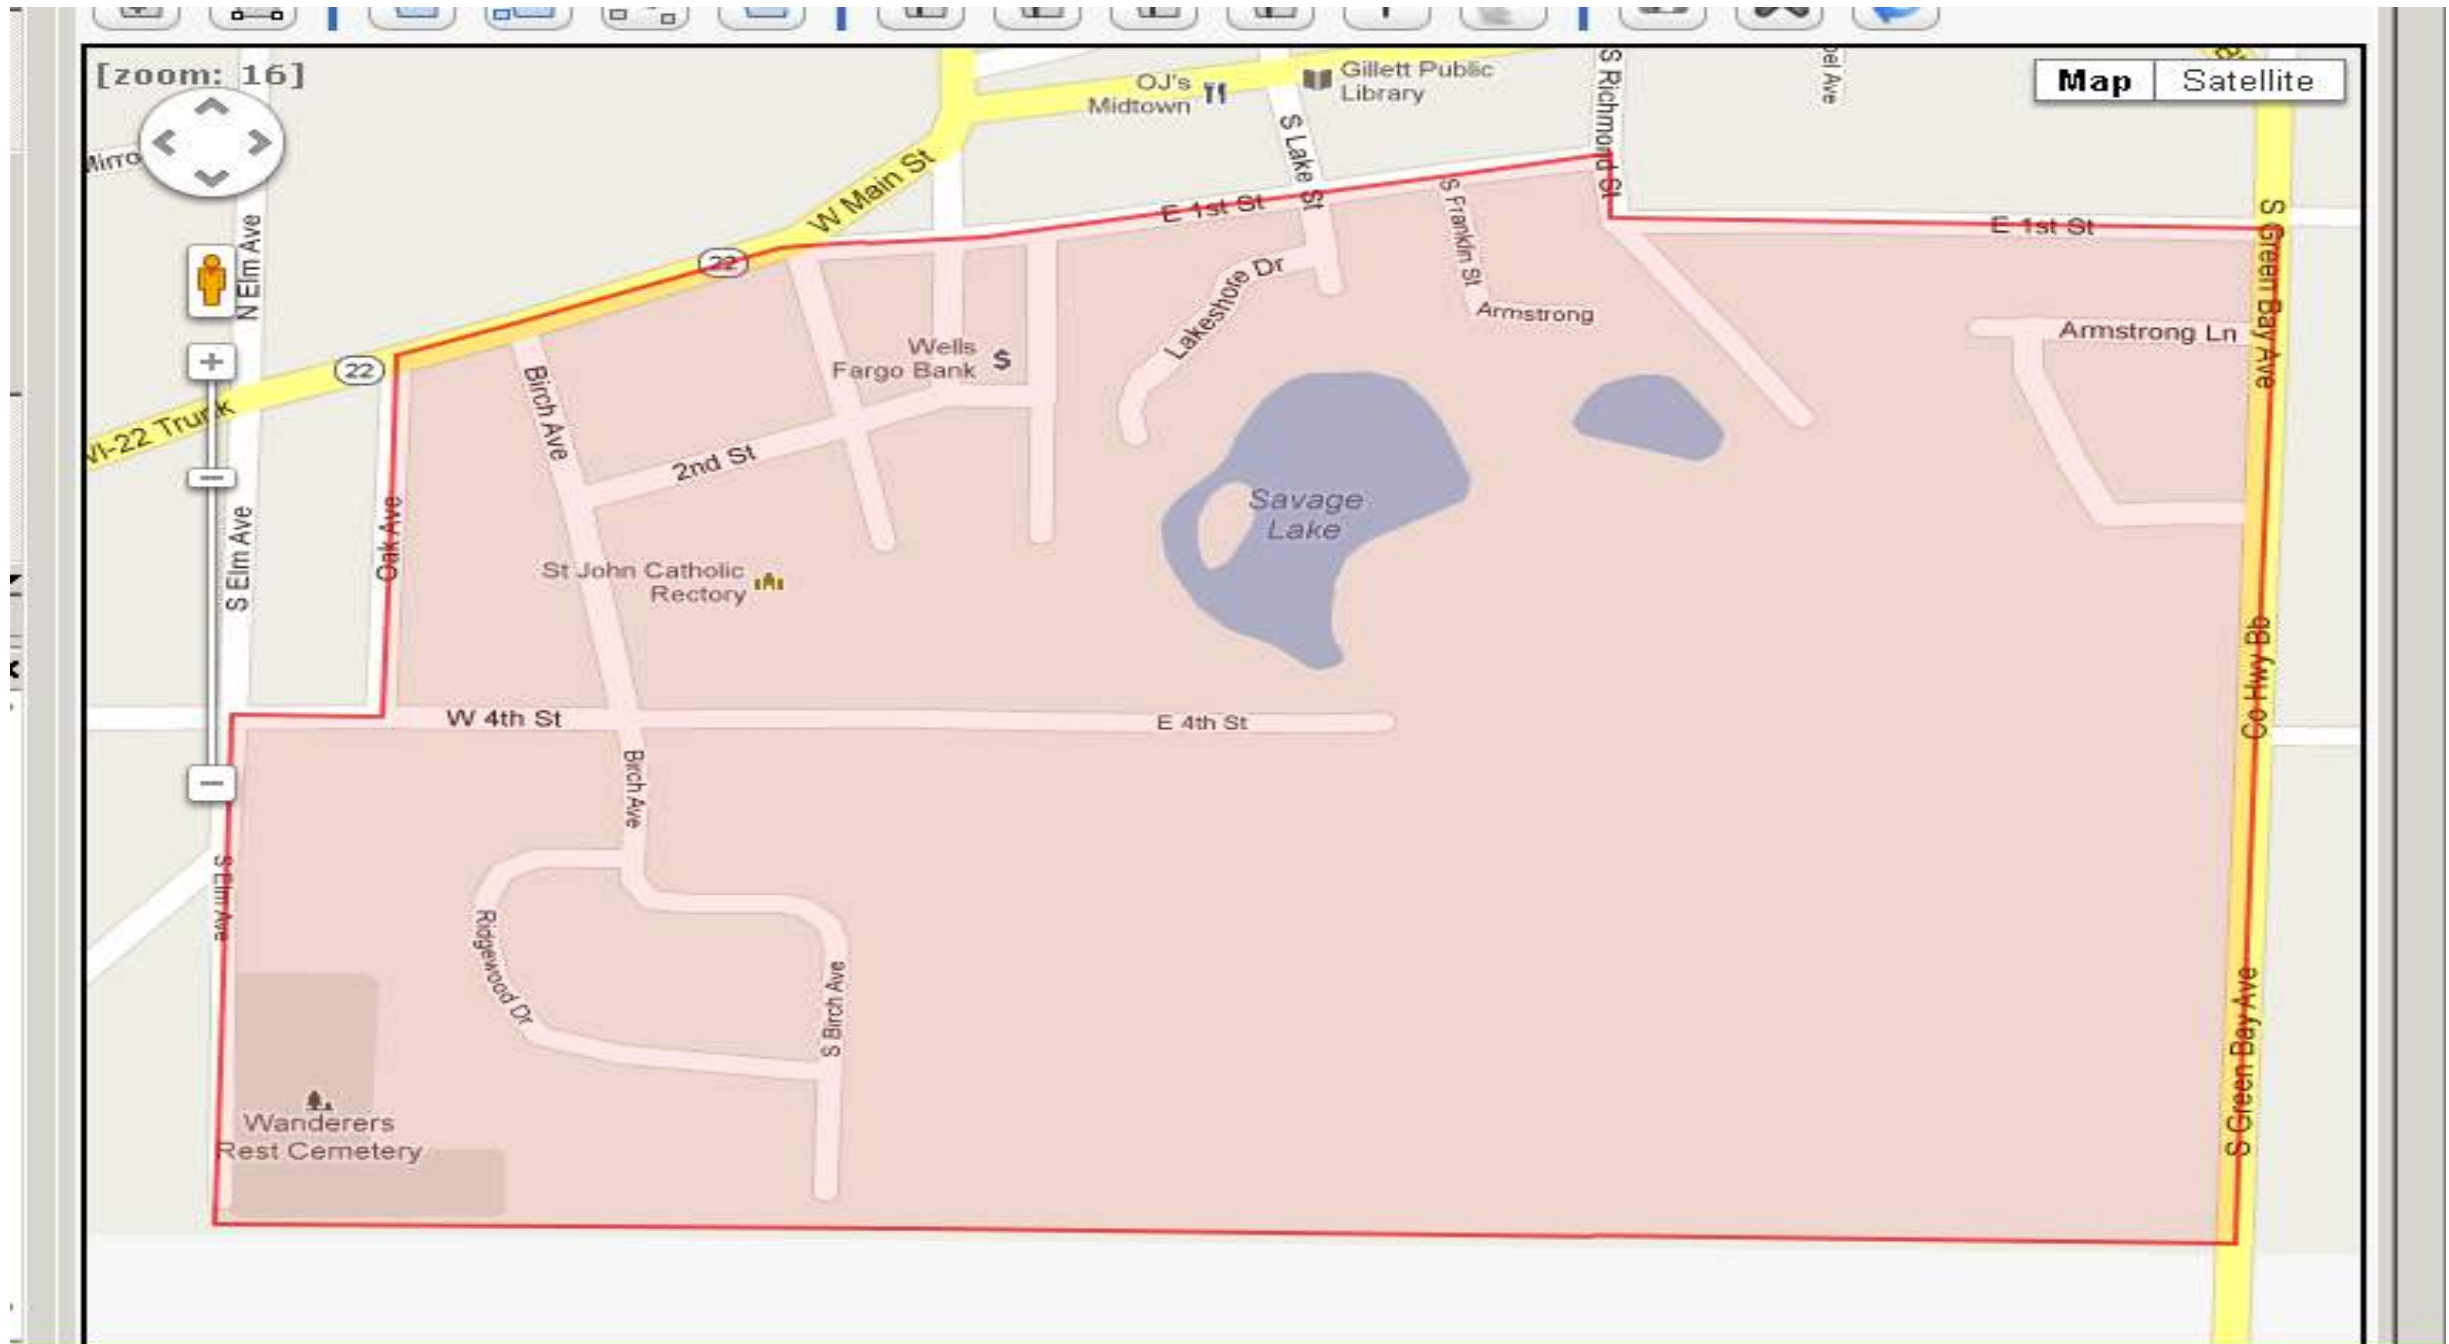 [zoom: 16]
OJ's
Midtown
Gillett Public
Library
S Richmond St
Map
Satellite
S Lake St
W Main St
N Elm Ave
E 1st St
S Franklin St
E 1st St
S Green Bay Ave
22
Lakeshore Dr
Armstrong
Armstrong Ln
Wells
Fargo Bank
$
22
Birch Ave
2nd St
Savage
Lake
Oak Ave
S Elm Ave
St John Catholic
Rectory
Co Hwy Bb
W 4th St
E 4th St
Birch Ave
S Elm Ave
Ridgewood Dr
S Birch Ave
S Green Bay Ave
Wanderers
Rest Cemetery